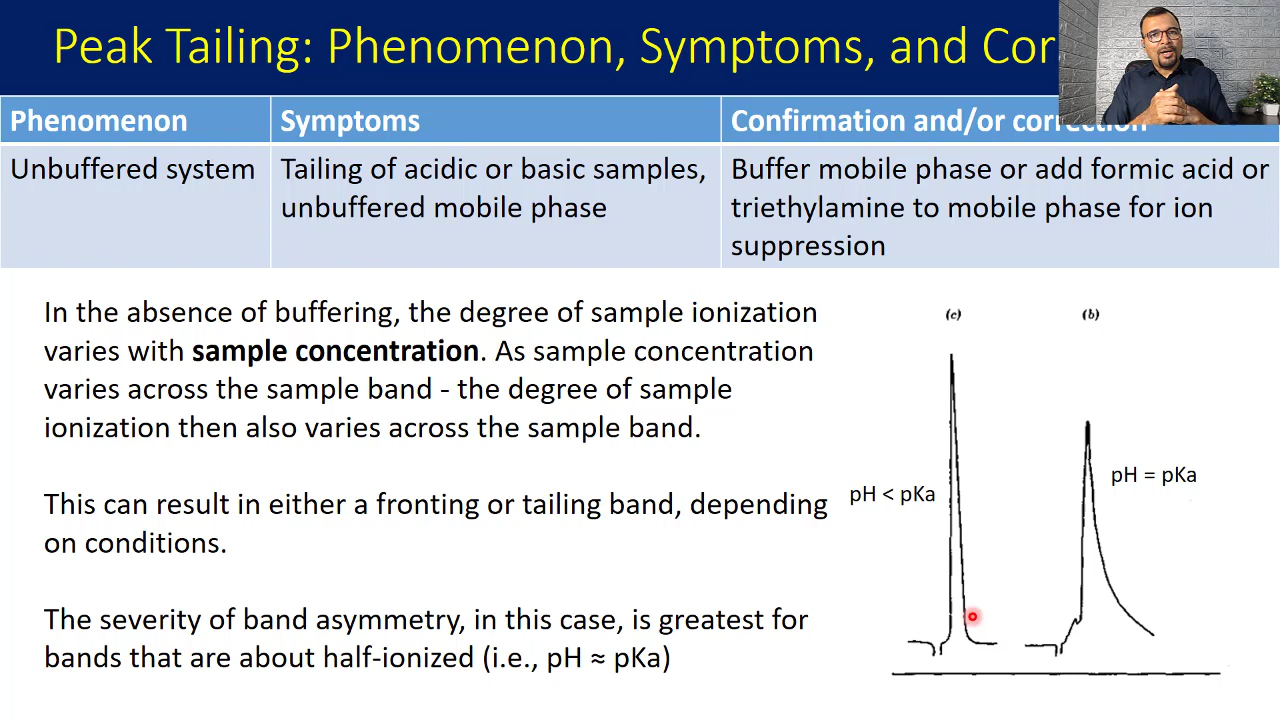 Peak Tailing: Phenomenon, Symptoms, and Cor
Phenomenon
Symptoms
Confirmation and/or correction
Unbuffered system
Tailing of acidic or basic samples,
unbuffered mobile phase
Buffer mobile phase or add formic acid or
triethylamine to mobile phase for ion
suppression
In the absence of buffering, the degree of sample ionization
varies with sample concentration. As sample concentration
varies across the sample band - the degree of sample
ionization then also varies across the sample band.
This can result in either a fronting or tailing band, depending
on conditions.
The severity of band asymmetry, in this case, is greatest for
bands that are about half-ionized (i.e., pH ≈ pKa)
(c)
(b)
pH < pKa
pH = pKa